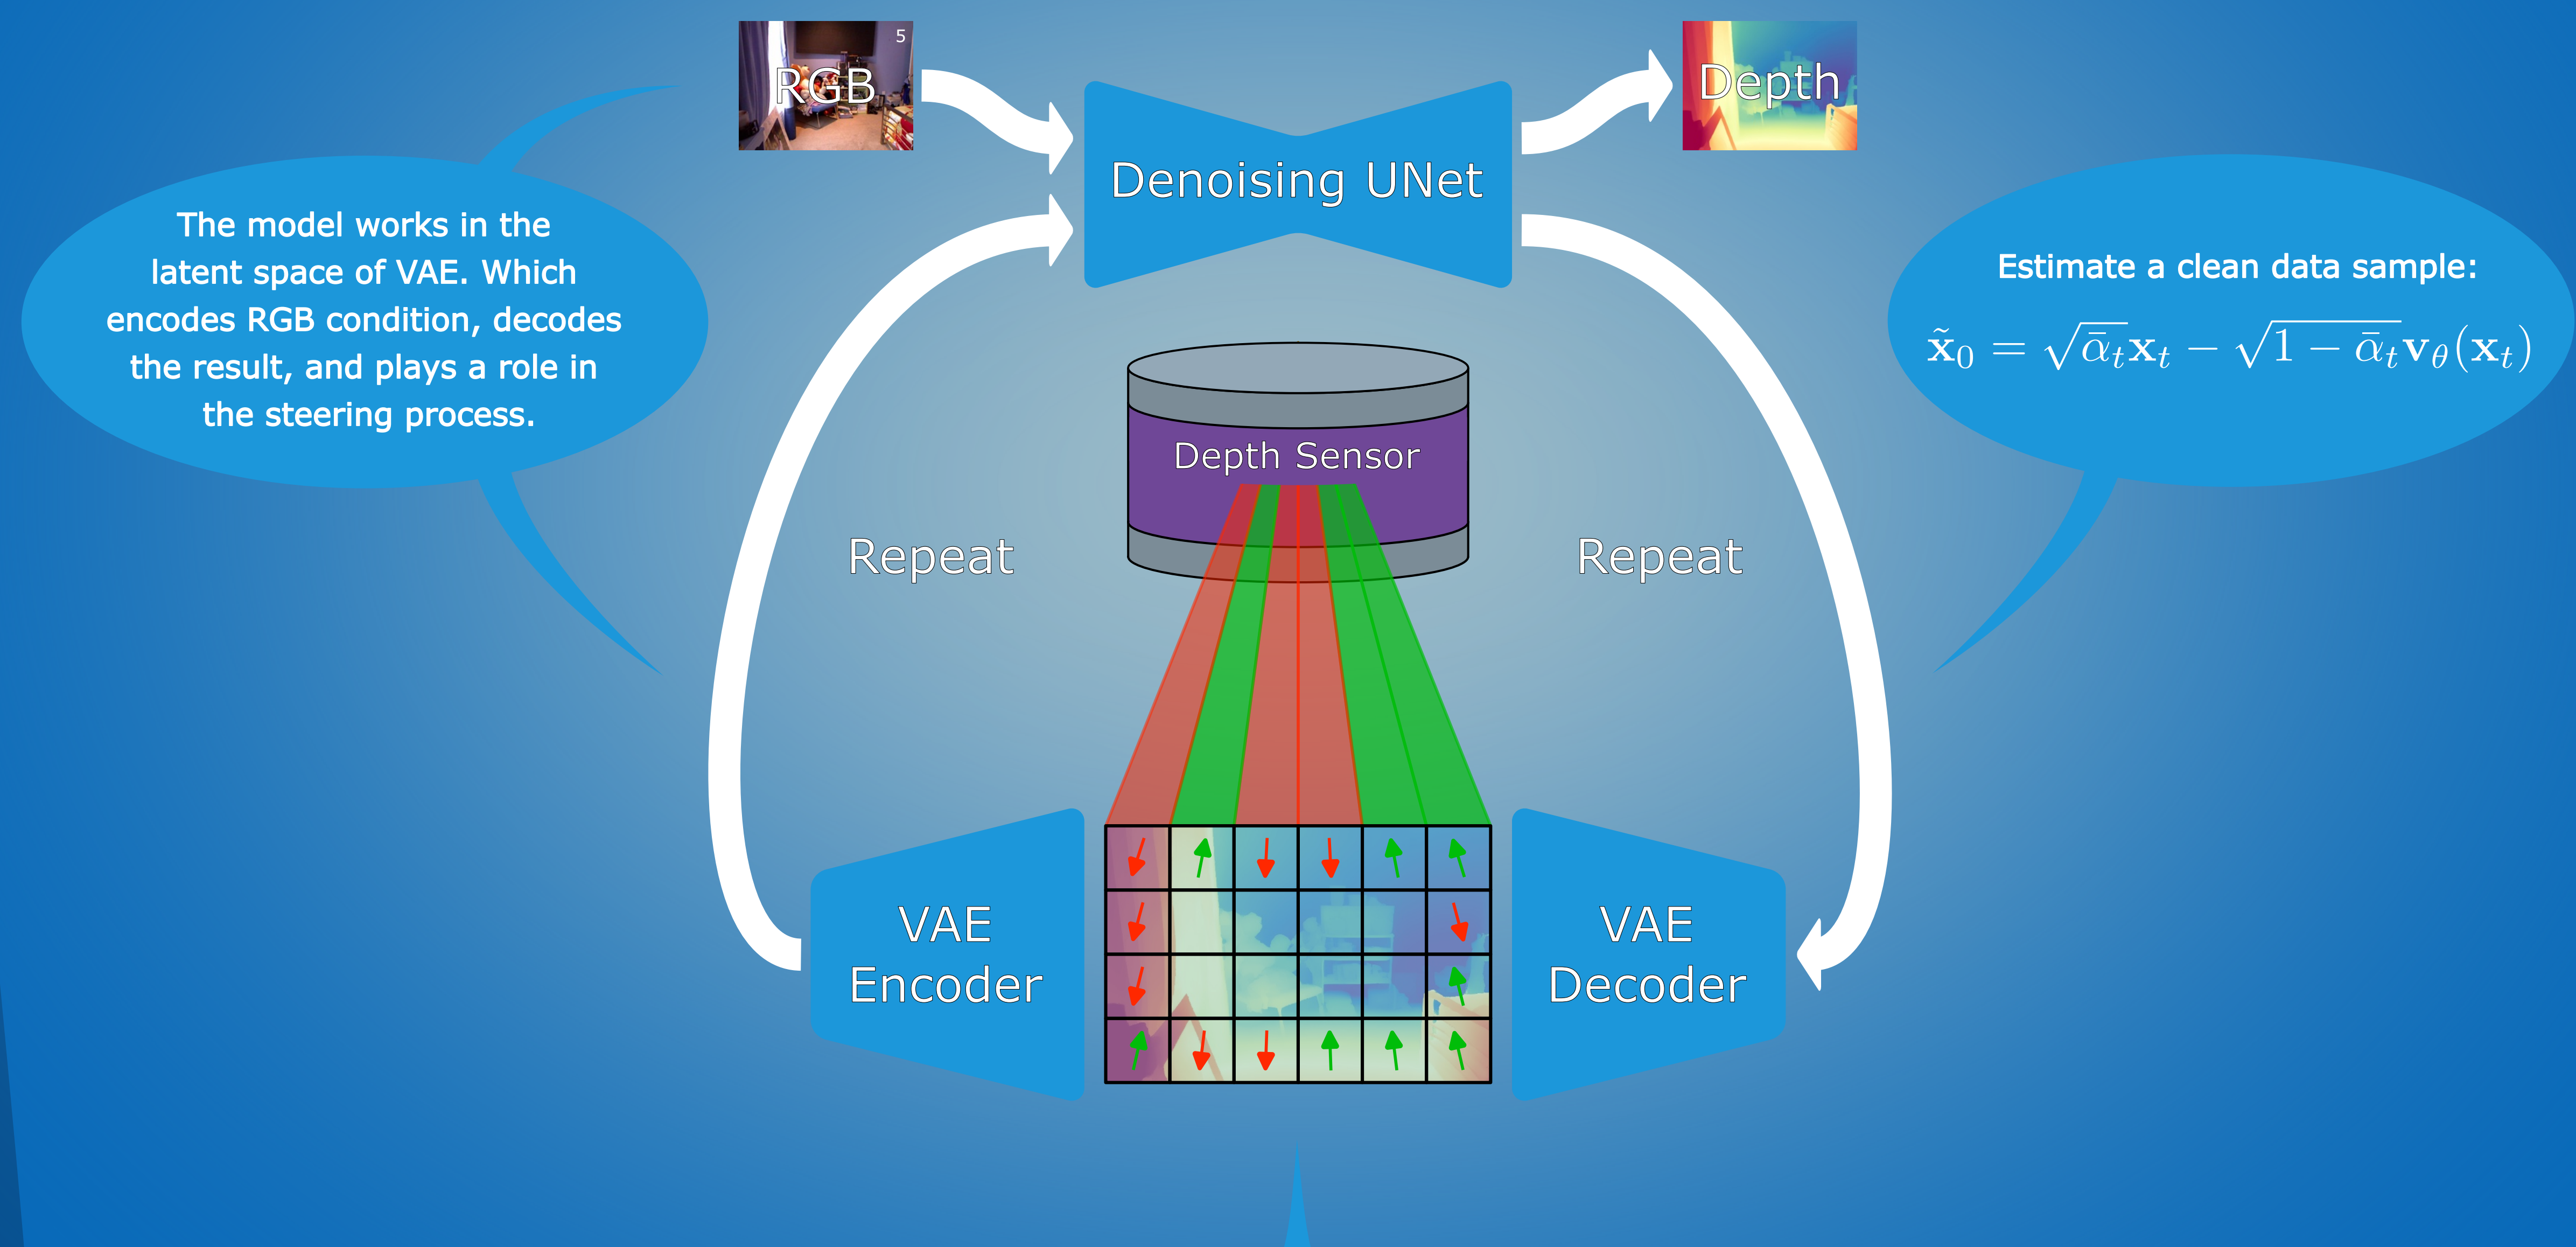 5
RGB
Depth
Denoising UNet
The model works in the
latent space of VAE. Which
encodes RGB condition, decodes
the result, and plays a role in
the steering process.
Estimate a clean data sample:
x̃₀ = √ᾱₜxₜ − √1 − ᾱₜvθ(xₜ)
Depth Sensor
Repeat
Repeat
VAE
Encoder
VAE
Decoder